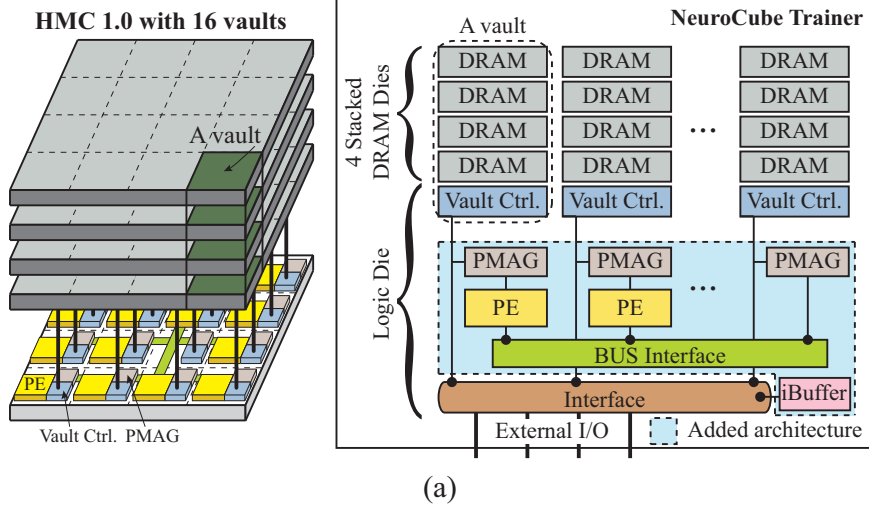 HMC 1.0 with 16 vaults
A vault
PE
Vault Ctrl. PMAG
NeuroCube Trainer
A vault
4 Stacked
DRAM Dies
DRAM DRAM DRAM
DRAM DRAM DRAM
DRAM DRAM DRAM
...
DRAM DRAM DRAM
Vault Ctrl. Vault Ctrl. Vault Ctrl.
Logic Die
PMAG PMAG PMAG
...
PE PE
BUS Interface
Interface
iBuffer
External I/O
Added architecture
(a)